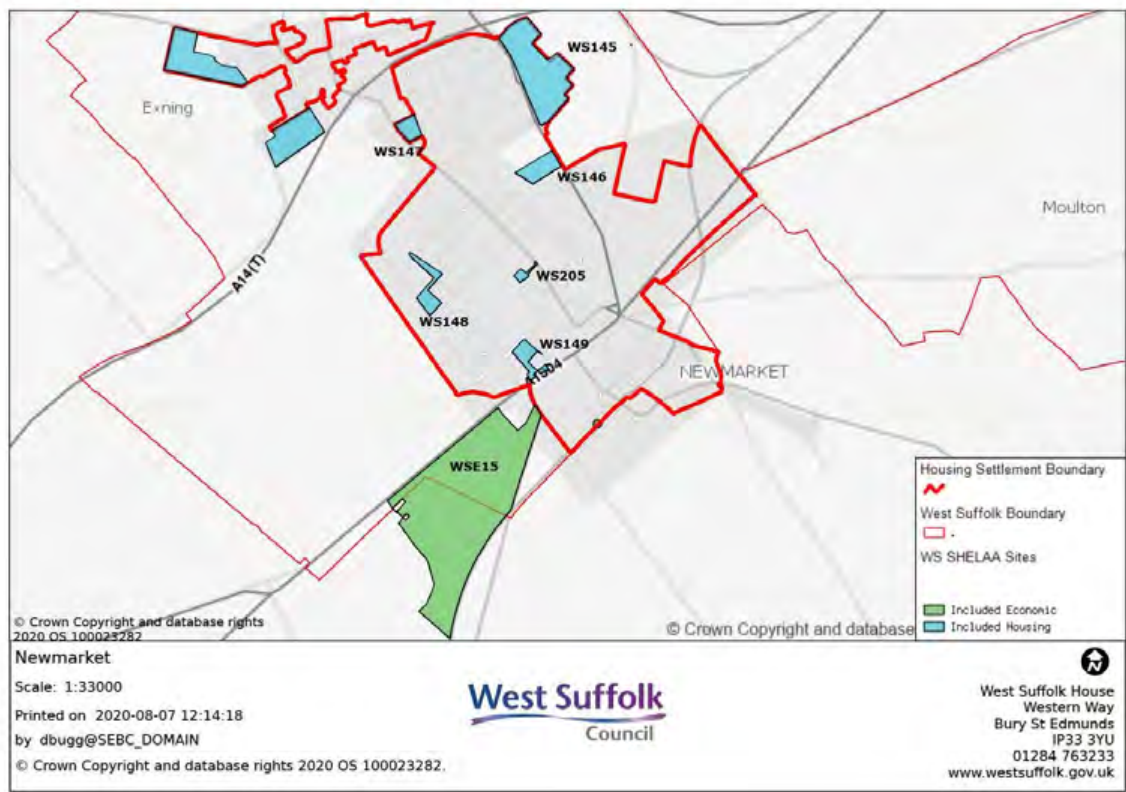 WS145
Exning
WS147
WS146
Moulton
A14(T)
WS205
WS148
WS149
NEWMARKET
WSE15
Housing Settlement Boundary
West Suffolk Boundary
WS SHELAA Sites
Included Economic
Included Housing
© Crown Copyright and database rights
2020 OS 100023282
© Crown Copyright and database
Newmarket
Scale: 1:33000
Printed on 2020-08-07 12:14:18
by dbugg@SEBC_DOMAIN
© Crown Copyright and database rights 2020 OS 100023282.
West Suffolk
Council
N
West Suffolk House
Western Way
Bury St Edmunds
IP33 3YU
01284 763233
www.westsuffolk.gov.uk